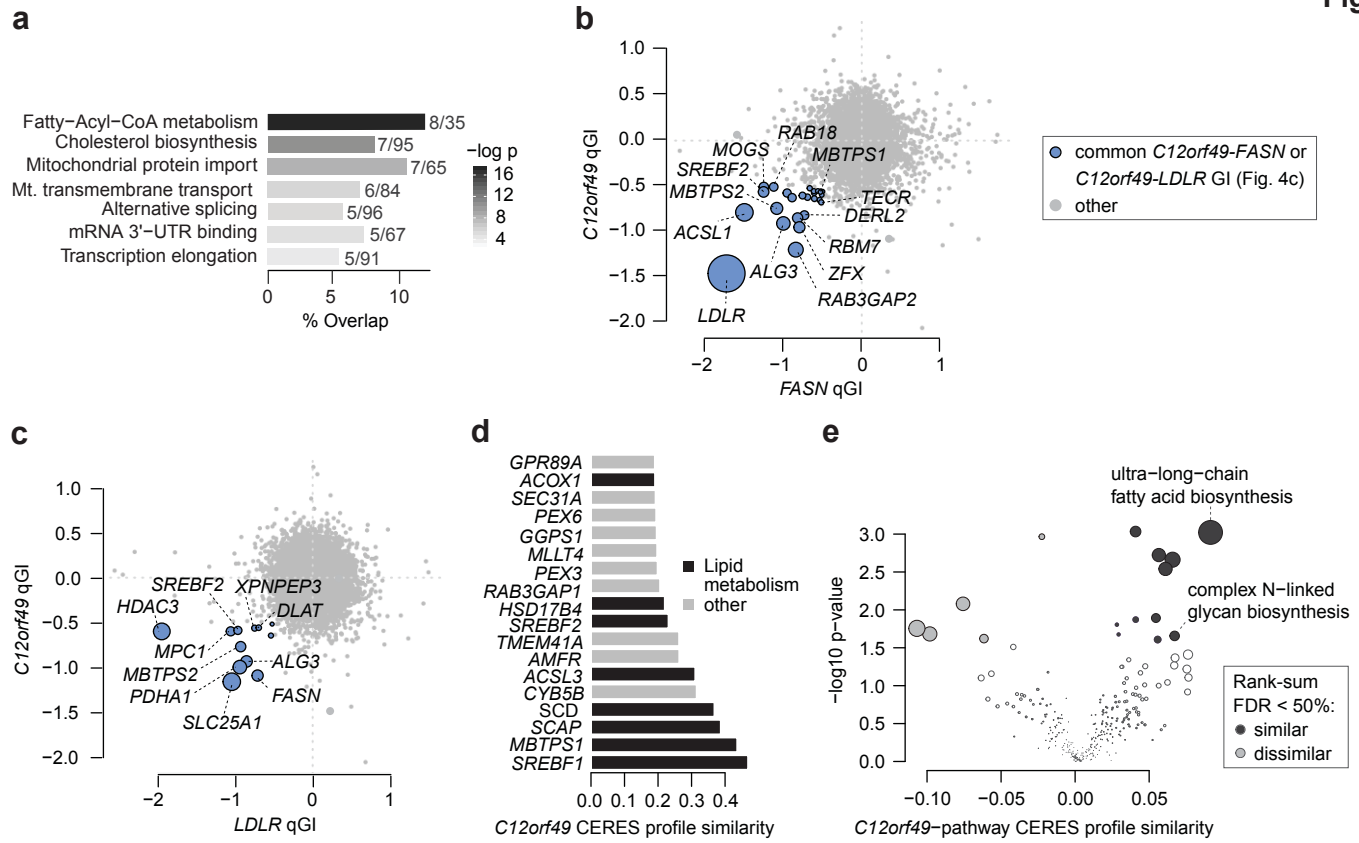 Fig
a
Fatty−Acyl−CoA metabolism 8/35
Cholesterol biosynthesis 7/95
Mitochondrial protein import 7/65
Mt. transmembrane transport 6/84
Alternative splicing 5/96
mRNA 3'−UTR binding 5/67
Transcription elongation 5/91
0 5 10
% Overlap
−log p
16
12
8
4
b
1.0
0.5
0.0
−0.5
−1.0
−1.5
−2.0
C12orf49 qGI
RAB18
MOGS
MBTPS1
SREBF2
MBTPS2
TECR
DERL2
ACSL1
RBM7
ALG3
ZFX
RAB3GAP2
LDLR
−2 −1 0 1
FASN qGI
common C12orf49-FASN or
C12orf49-LDLR GI (Fig. 4c)
other
c
1.0
0.5
0.0
−0.5
−1.0
−1.5
−2.0
C12orf49 qGI
SREBF2
XPNPEP3
HDAC3
DLAT
MPC1
MBTPS2
ALG3
PDHA1
FASN
SLC25A1
−2 −1 0 1
LDLR qGI
d
GPR89A
ACOX1
SEC31A
PEX6
GGPS1
MLLT4
PEX3
RAB3GAP1
HSD17B4
SREBF2
TMEM41A
AMFR
ACSL3
CYB5B
SCD
SCAP
MBTPS1
SREBF1
Lipid
metabolism
other
0.0 0.1 0.2 0.3 0.4
C12orf49 CERES profile similarity
e
ultra−long−chain
fatty acid biosynthesis
complex N−linked
glycan biosynthesis
3.0
2.5
2.0
1.5
1.0
0.5
0.0
−log10 p−value
Rank-sum
FDR < 50%:
similar
dissimilar
−0.10 −0.05 0.00 0.05
C12orf49−pathway CERES profile similarity